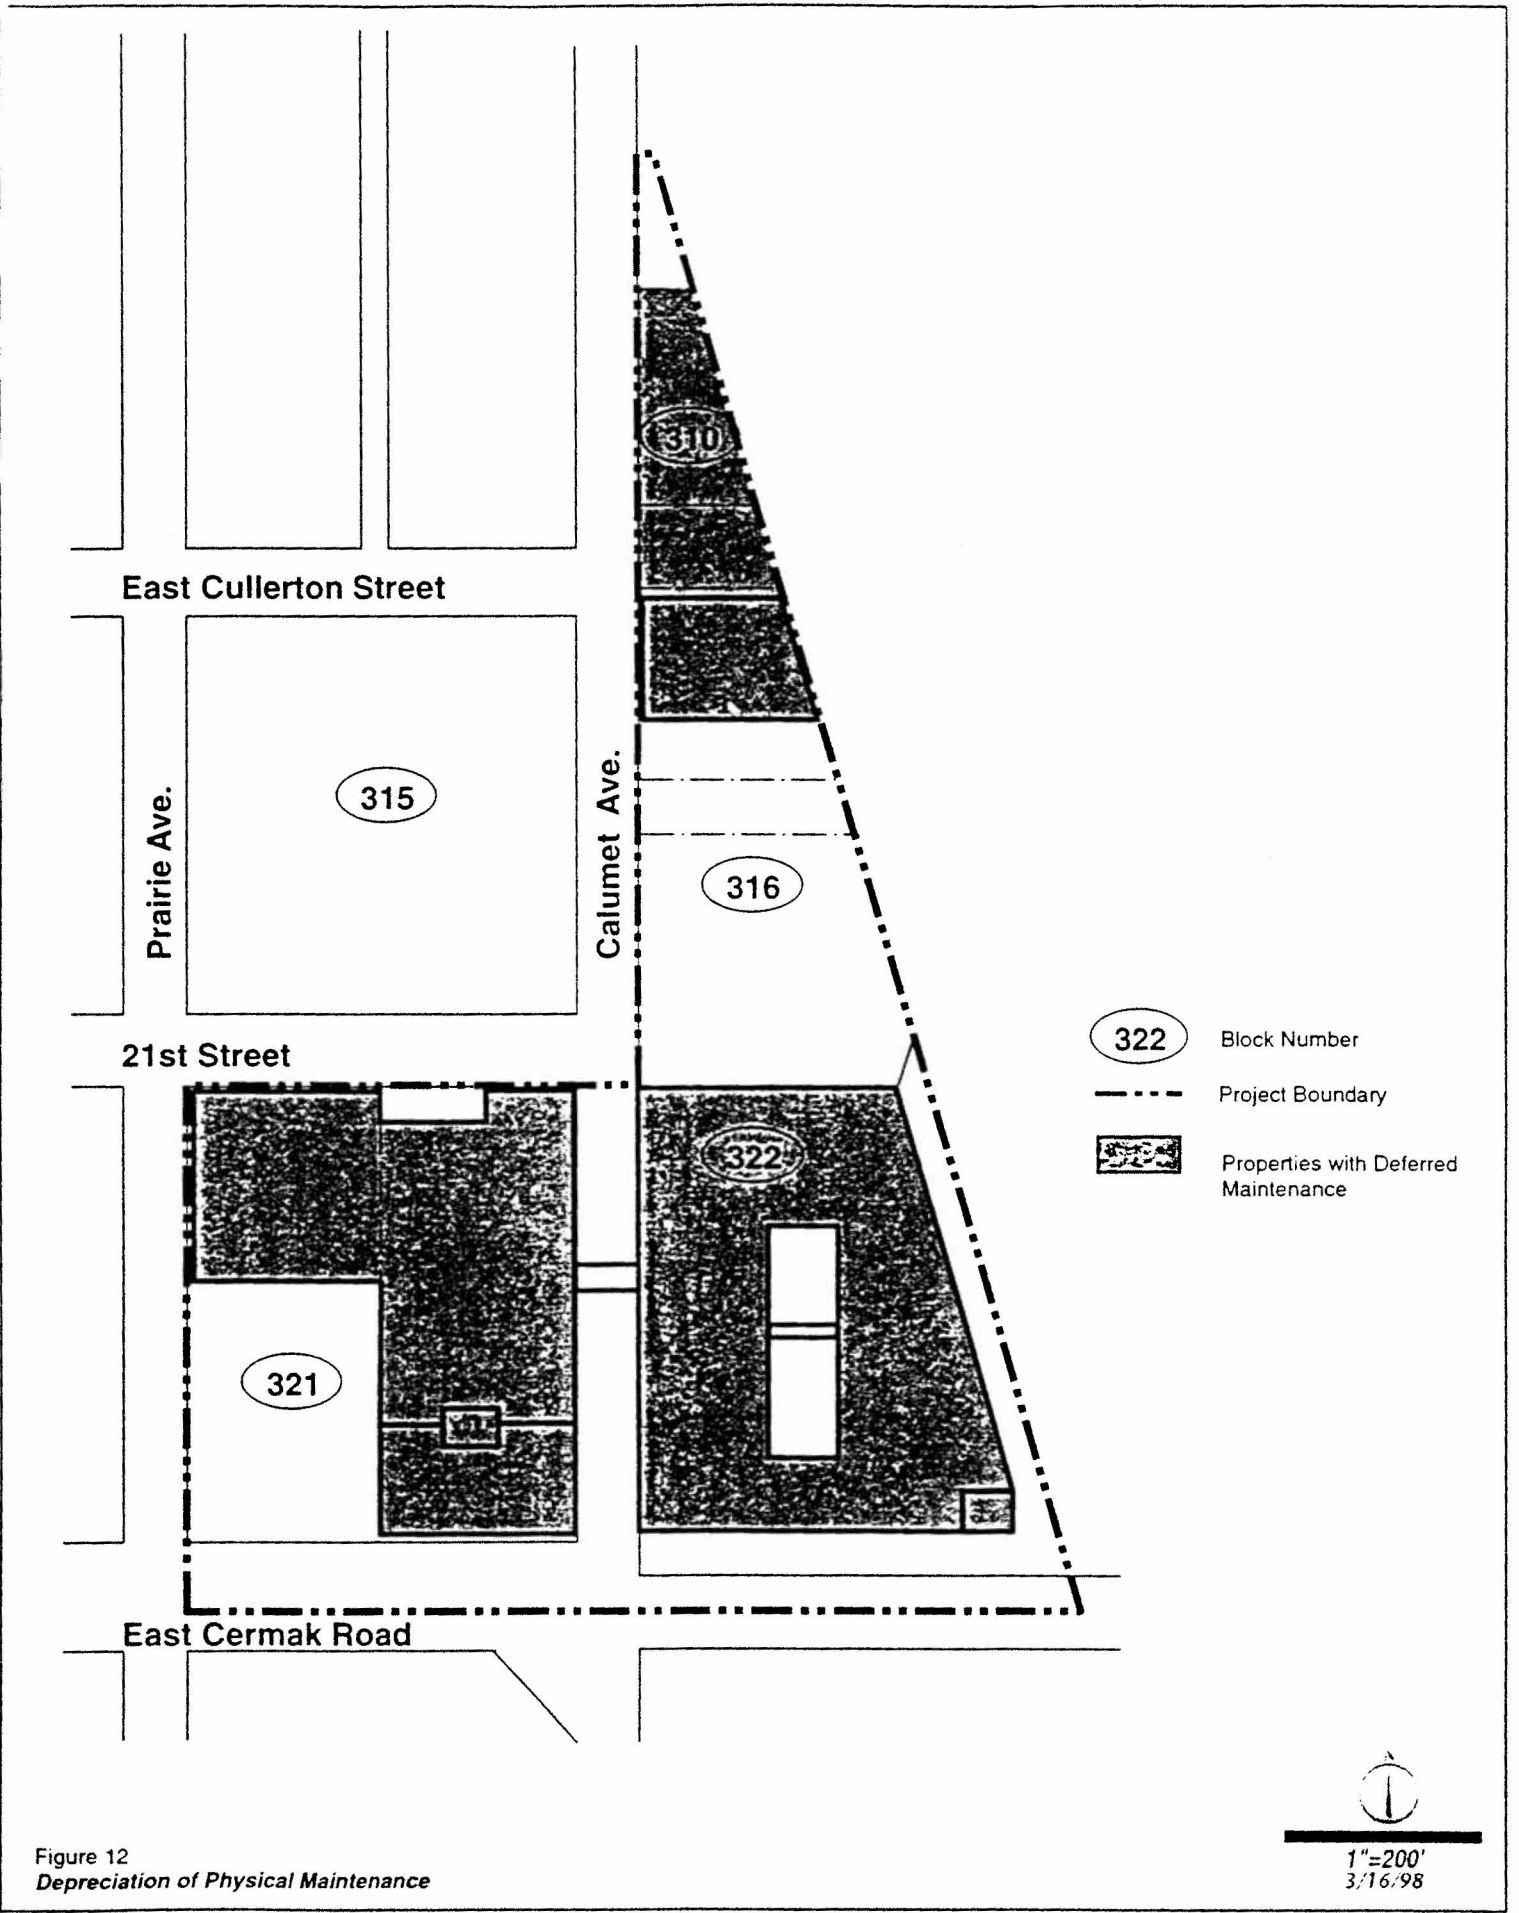 310
East Cullerton Street
315
Prairie Ave.
Calumet Ave.
316
322
Block Number
21st Street
Project Boundary
322
Properties with Deferred
Maintenance
321
East Cermak Road
Figure 12
Depreciation of Physical Maintenance
1"=200'
3/16/98